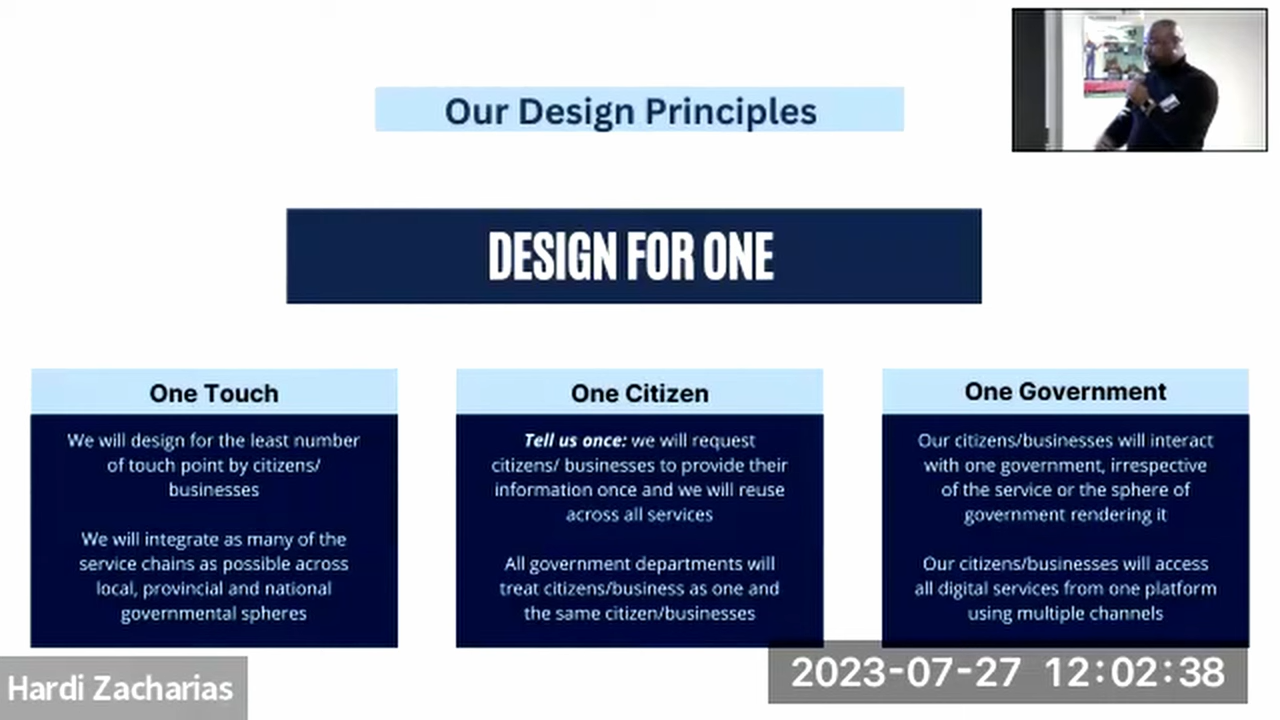 Our Design Principles
DESIGN FOR ONE
One Touch
We will design for the least number
of touch point by citizens/
businesses
We will integrate as many of the
service chains as possible across
local, provincial and national
governmental spheres
One Citizen
Tell us once: we will request
citizens/ businesses to provide their
information once and we will reuse
across all services
All government departments will
treat citizens/business as one and
the same citizen/businesses
One Government
Our citizens/businesses will interact
with one government, irrespective
of the service or the sphere of
government rendering it
Our citizens/businesses will access
all digital services from one platform
using multiple channels
Hardi Zacharias
2023-07-27 12:02:38